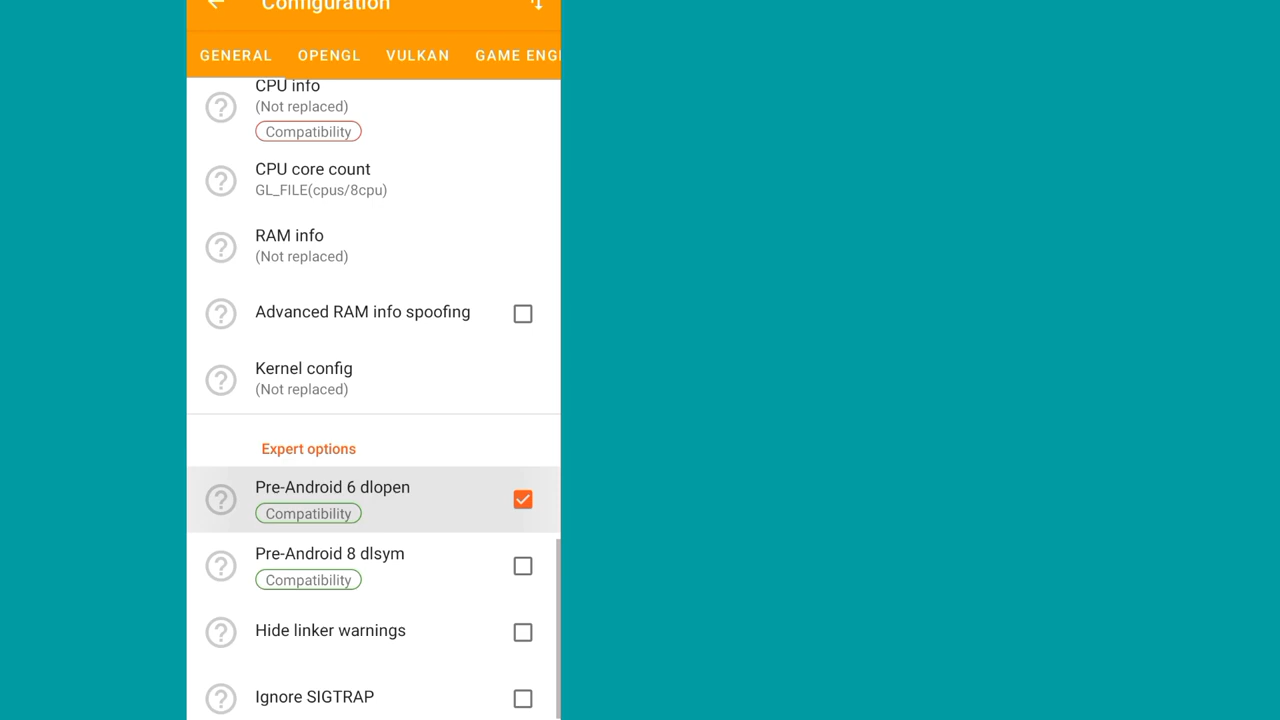 Configuration
GENERAL OPENGL VULKAN GAME ENGI
CPU info
(Not replaced)
Compatibility
CPU core count
GL_FILE(cpus/8cpu)
RAM info
(Not replaced)
Advanced RAM info spoofing
Kernel config
(Not replaced)
Expert options
Pre-Android 6 dlopen
Compatibility
Pre-Android 8 dlsym
Compatibility
Hide linker warnings
Ignore SIGTRAP